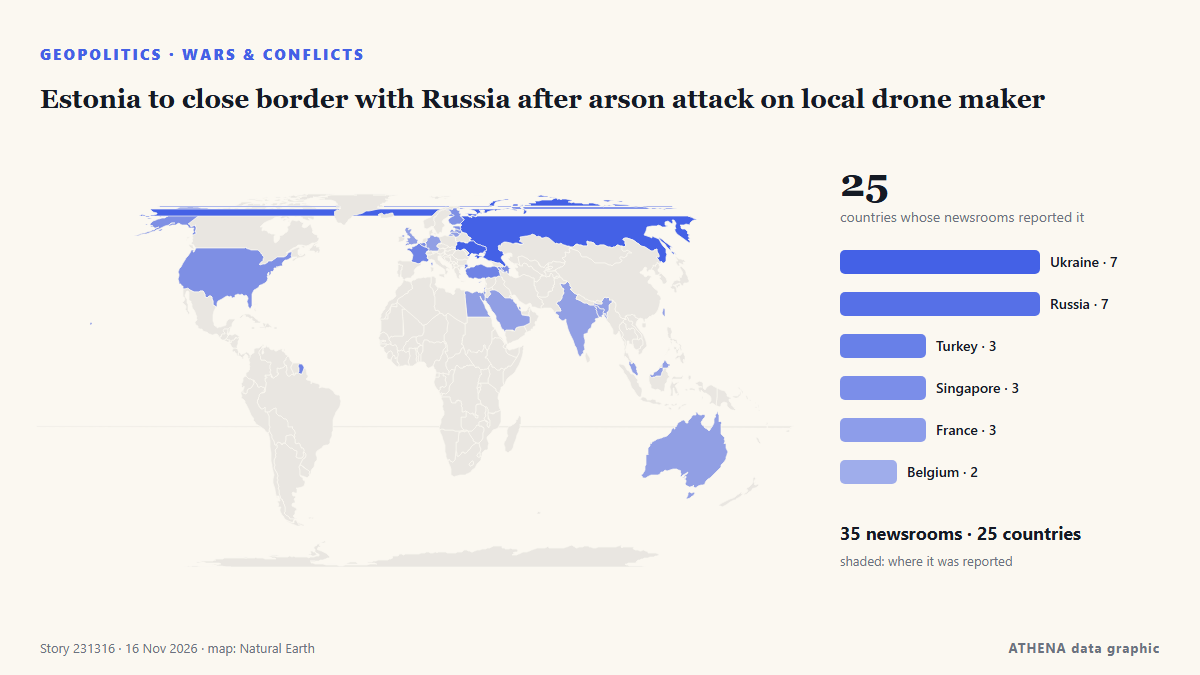 GEOPOLITICS · WARS & CONFLICTS
Estonia to close border with Russia after arson attack on local drone maker
25
countries whose newsrooms reported it
Ukraine · 7
Russia · 7
Turkey · 3
Singapore · 3
France · 3
Belgium · 2
35 newsrooms · 25 countries
shaded: where it was reported
Story 231316 · 16 Nov 2026 · map: Natural Earth
ATHENA data graphic